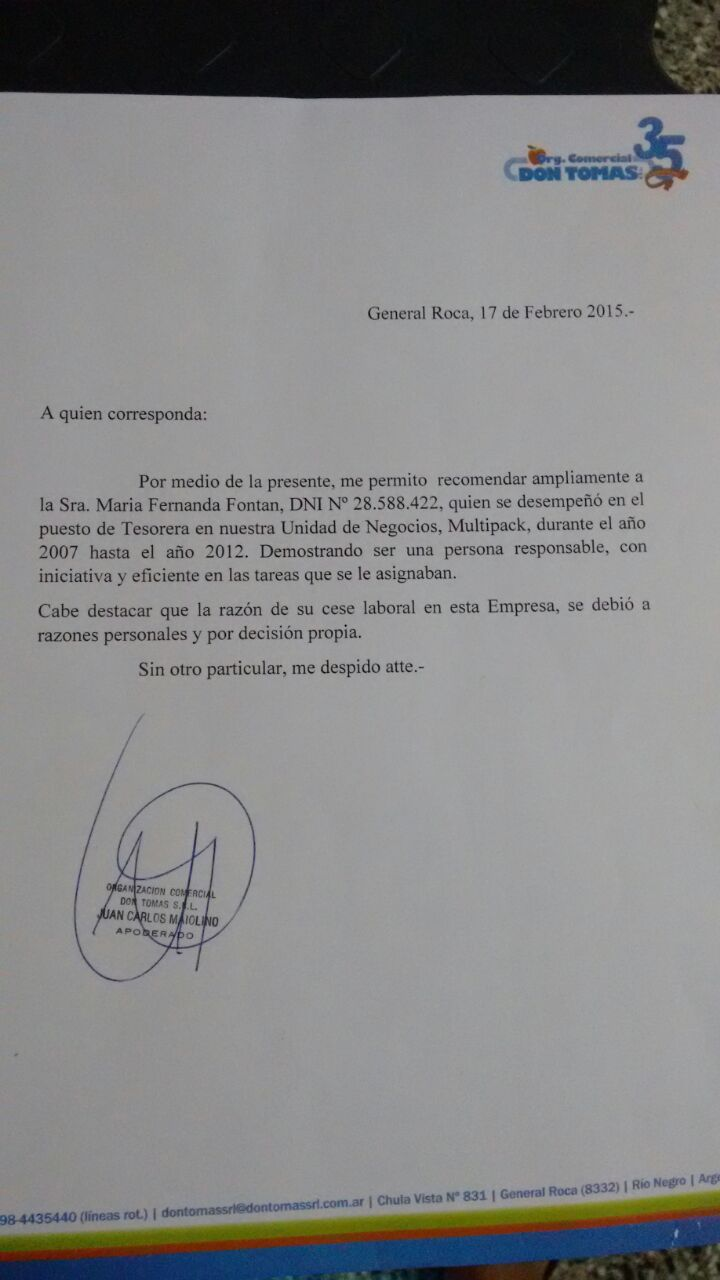 35
Org. Comercial
DON TOMAS SRL
General Roca, 17 de Febrero 2015.-
A quien corresponda:
Por medio de la presente, me permito recomendar ampliamente a
la Sra. Maria Fernanda Fontan, DNI Nº 28.588.422, quien se desempeñó en el
puesto de Tesorera en nuestra Unidad de Negocios, Multipack, durante el año
2007 hasta el año 2012. Demostrando ser una persona responsable, con
iniciativa y eficiente en las tareas que se le asignaban.
Cabe destacar que la razón de su cese laboral en esta Empresa, se debió a
razones personales y por decisión propia.
Sin otro particular, me despido atte.-
ORGANIZACION COMERCIAL
DON TOMAS S.R.L.
JUAN CARLOS MAIOLINO
APODERADO
98-4435440 (líneas rot.) | dontomassrl@dontomassrl.com.ar | Chula Vista Nº 831 | General Roca (8332) | Río Negro | Arge